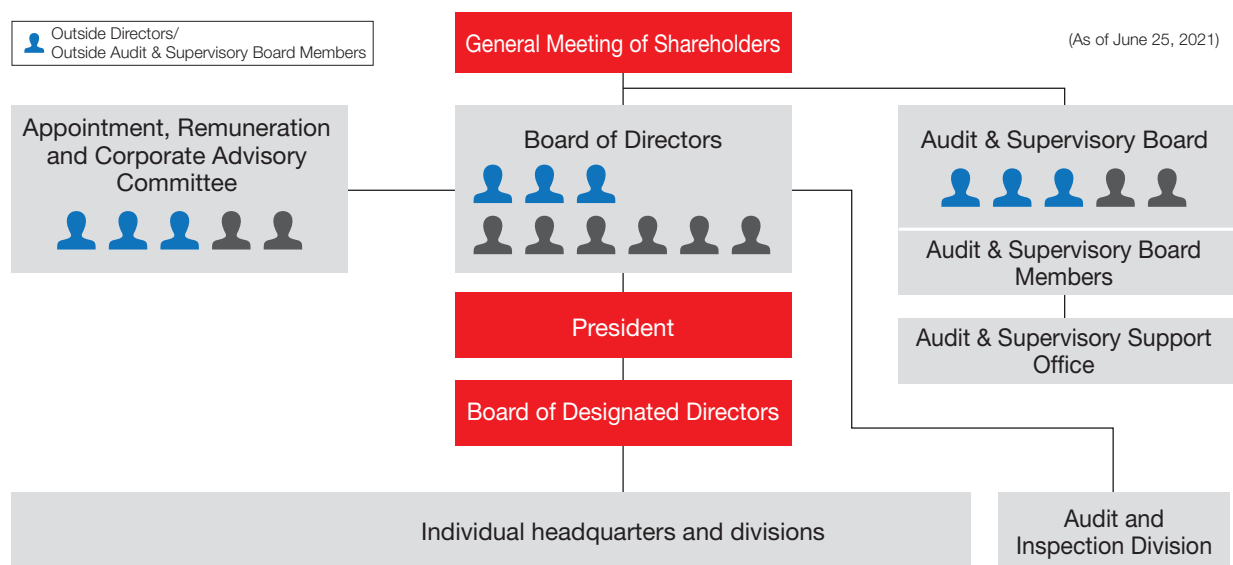 Outside Directors/
Outside Audit & Supervisory Board Members
General Meeting of Shareholders
(As of June 25, 2021)
Appointment, Remuneration
and Corporate Advisory
Committee
Board of Directors
Audit & Supervisory Board
Audit & Supervisory Board
Members
President
Audit & Supervisory Support
Office
Board of Designated Directors
Individual headquarters and divisions
Audit and
Inspection Division